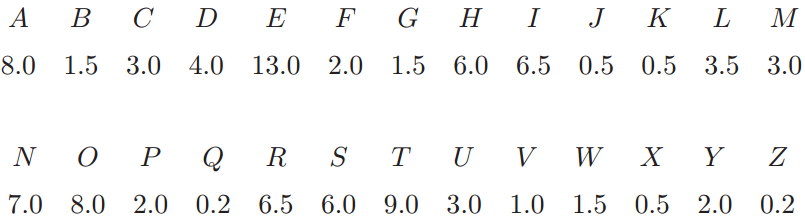 A B C D E F G H I J K L M
8.0 1.5 3.0 4.0 13.0 2.0 1.5 6.0 6.5 0.5 0.5 3.5 3.0
N O P Q R S T U V W X Y Z
7.0 8.0 2.0 0.2 6.5 6.0 9.0 3.0 1.0 1.5 0.5 2.0 0.2